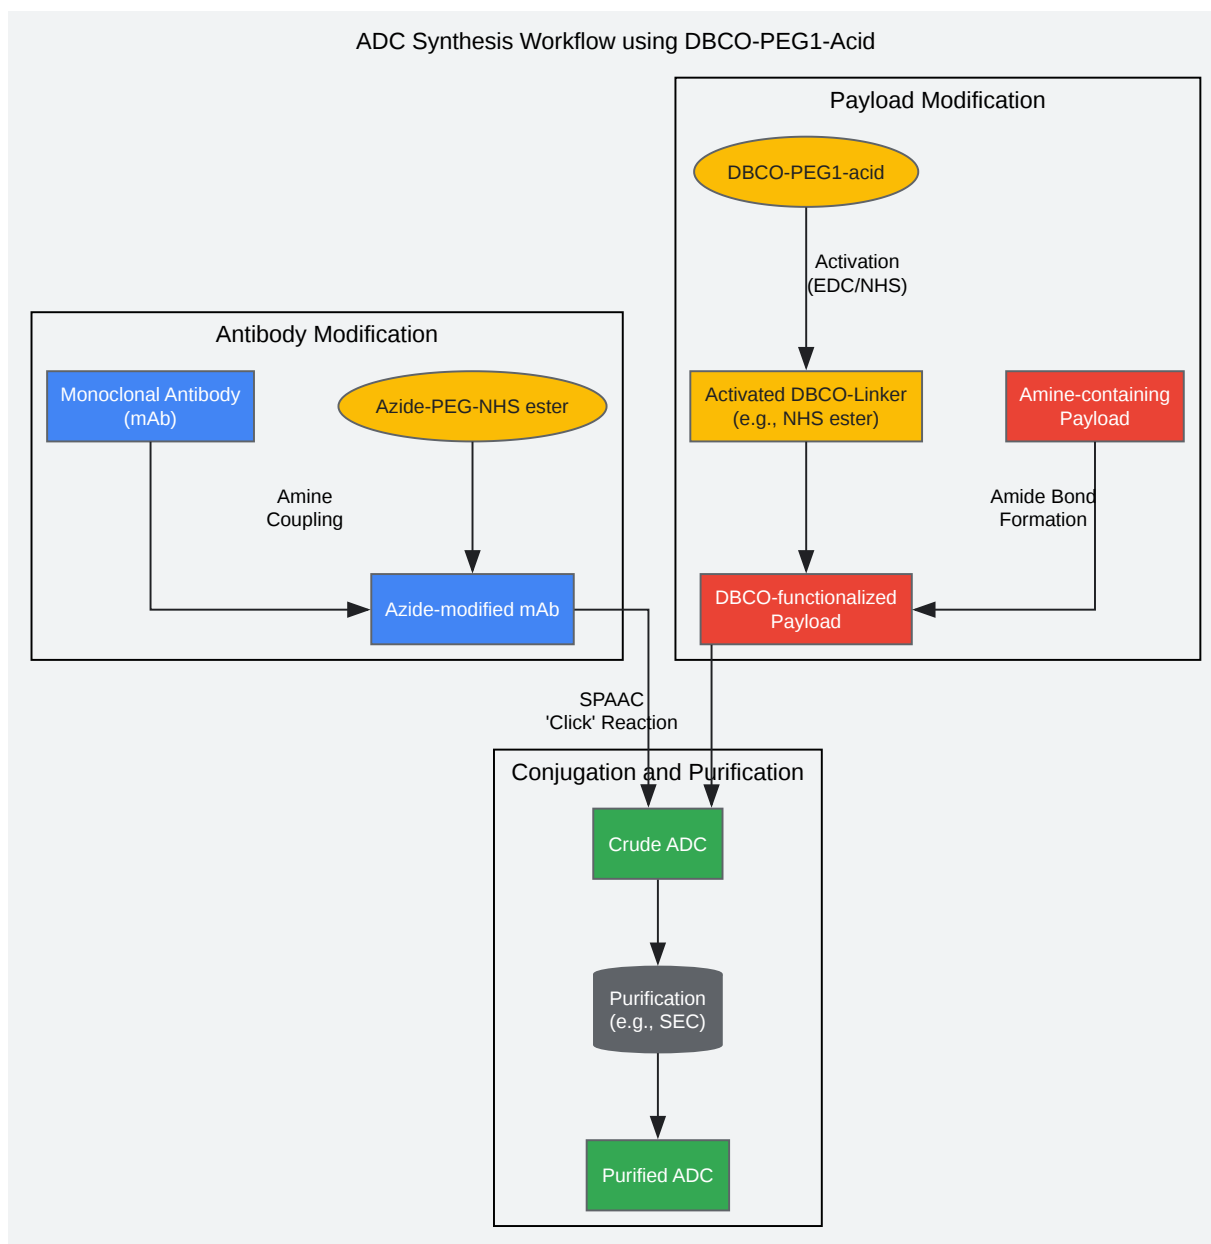 ADC Synthesis Workflow using DBCO-PEG1-Acid
Payload Modification
DBCO-PEG1-acid
Activation
(EDC/NHS)
Antibody Modification
Monoclonal Antibody
(mAb)
Azide-PEG-NHS ester
Activated DBCO-Linker
(e.g., NHS ester)
Amine-containing
Payload
Amine
Coupling
Amide Bond
Formation
Azide-modified mAb
DBCO-functionalized
Payload
SPAAC
'Click' Reaction
Conjugation and Purification
Crude ADC
Purification
(e.g., SEC)
Purified ADC